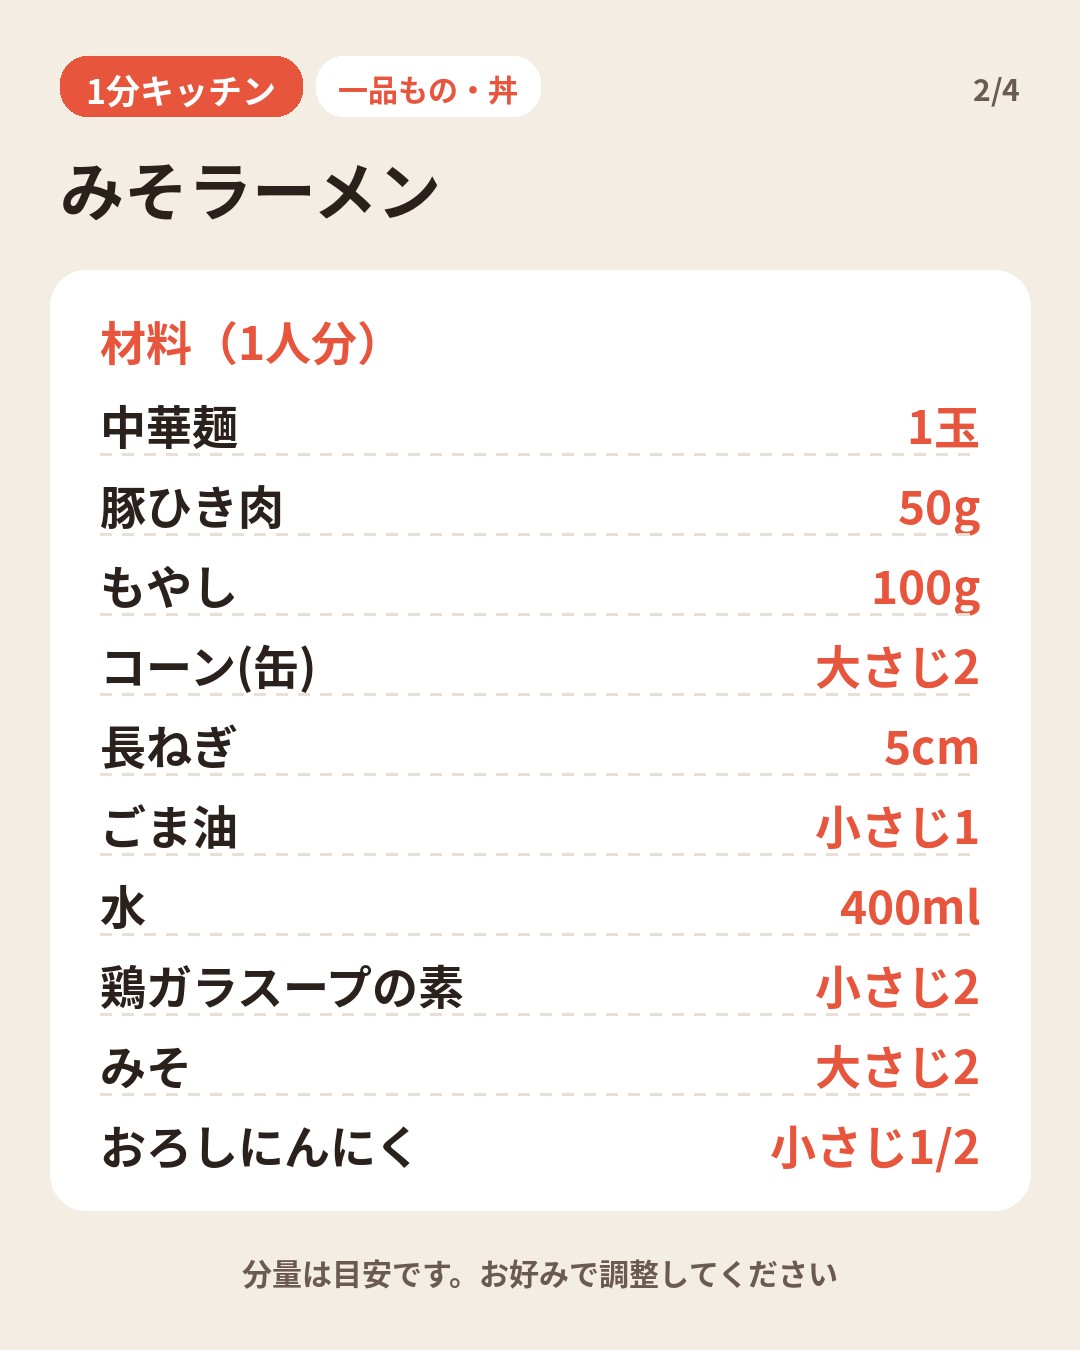 1分キッチン 一品もの・丼 2/4
みそラーメン
材料（1人分）
中華麺 1玉
豚ひき肉 50g
もやし 100g
コーン(缶) 大さじ2
長ねぎ 5cm
ごま油 小さじ1
水 400ml
鶏ガラスープの素 小さじ2
みそ 大さじ2
おろしにんにく 小さじ1/2
分量は目安です。お好みで調整してください